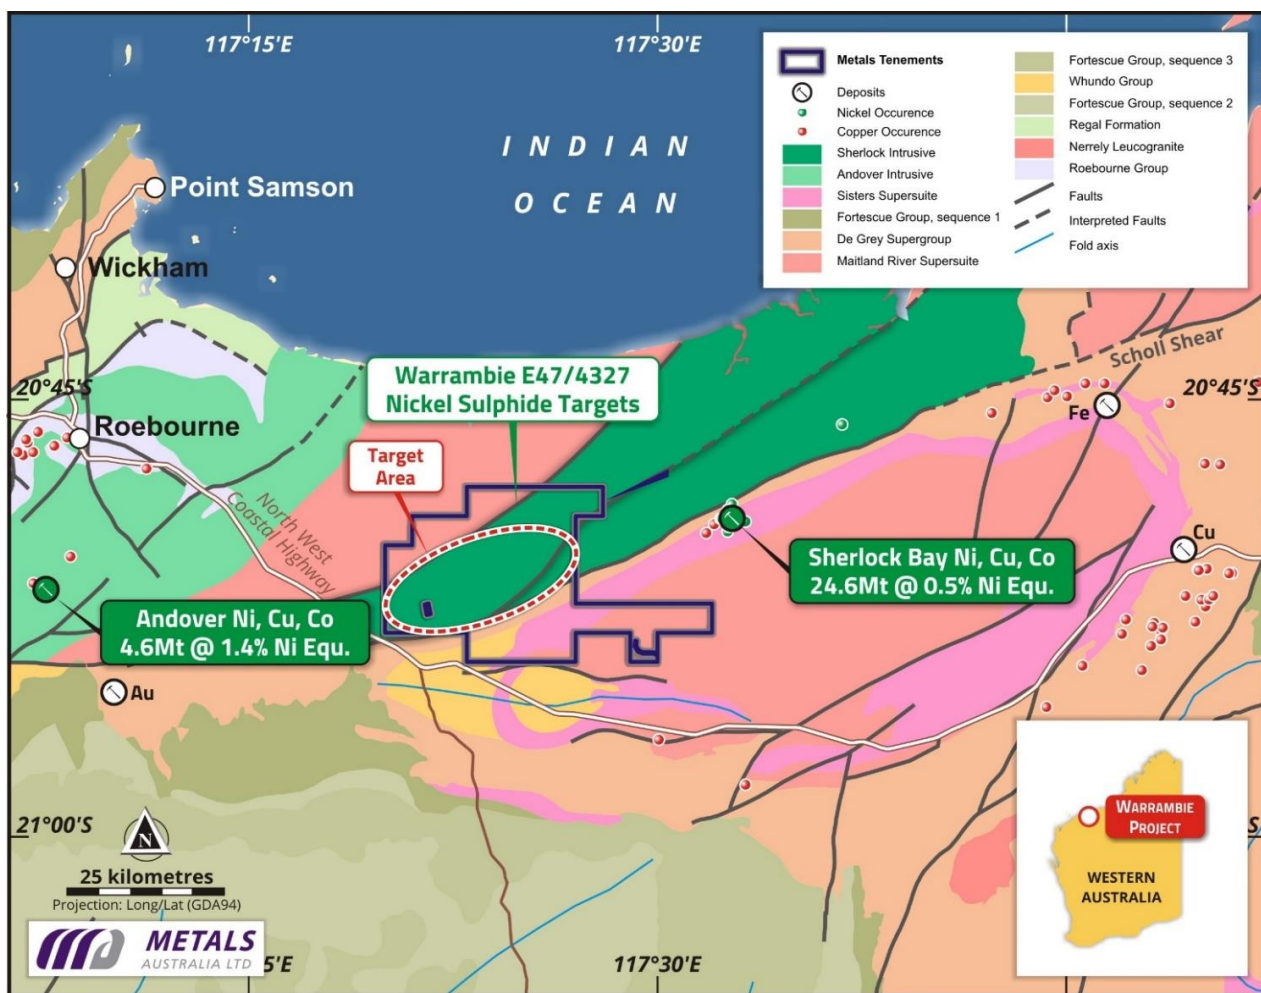 117°15'E
117°30'E
INDIAN
OCEAN
Metals Tenements
Deposits
Nickel Occurence
Copper Occurence
Sherlock Intrusive
Andover Intrusive
Sisters Supersuite
Fortescue Group, sequence 1
De Grey Supergroup
Maitland River Supersuite
Fortescue Group, sequence 3
Whundo Group
Fortescue Group, sequence 2
Regal Formation
Nerrely Leucogranite
Roebourne Group
Faults
Interpreted Faults
Fold axis
Point Samson
Wickham
Scholl Shear
20°45'S
20°45'S
Warrambie E47/4327
Nickel Sulphide Targets
Roebourne
Fe
Target
Area
North West
Coastal Highway
Cu
Sherlock Bay Ni, Cu, Co
24.6Mt @ 0.5% Ni Equ.
Andover Ni, Cu, Co
4.6Mt @ 1.4% Ni Equ.
Au
21°00'S
S
N
25 kilometres
Projection: Long/Lat (GDA94)
WARRAMBIE
PROJECT
WESTERN
AUSTRALIA
METALS
AUSTRALIA LTD
5'E
117°30'E